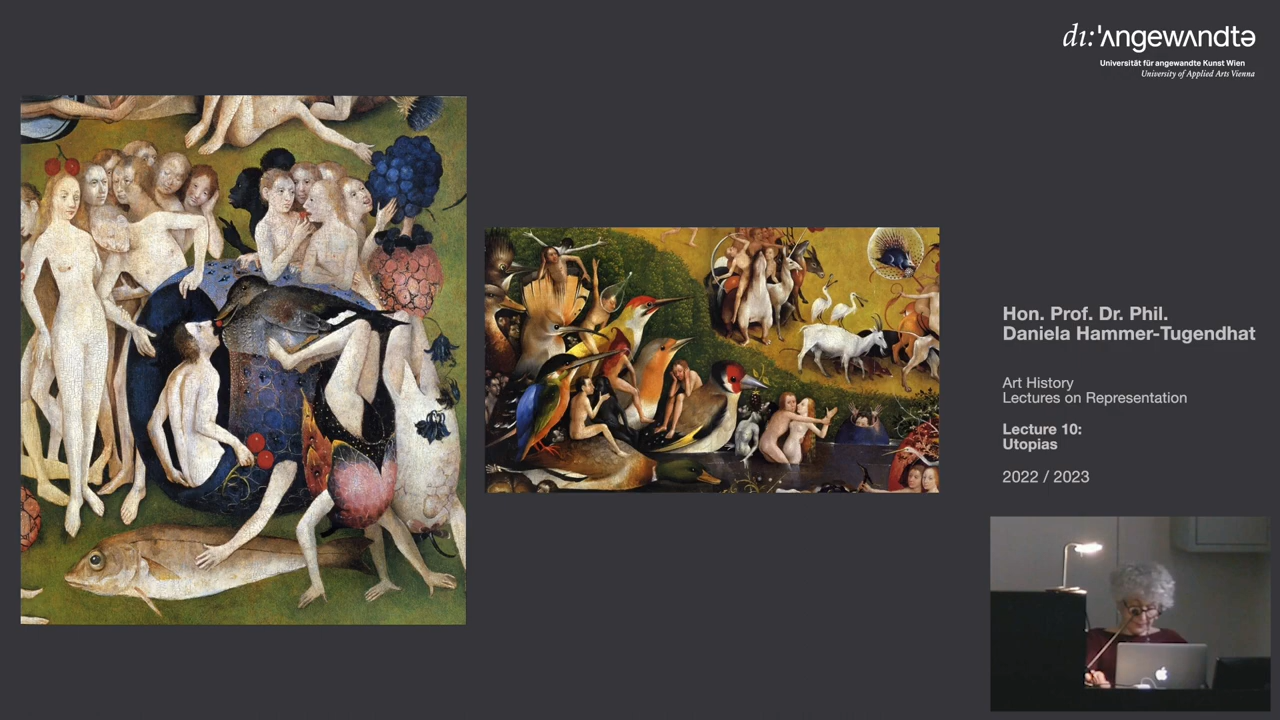 dı:ˈʌngewʌndtə
Universität für angewandte Kunst Wien
University of Applied Arts Vienna
Hon. Prof. Dr. Phil.
Daniela Hammer-Tugendhat
Art History
Lectures on Representation
Lecture 10:
Utopias
2022 / 2023